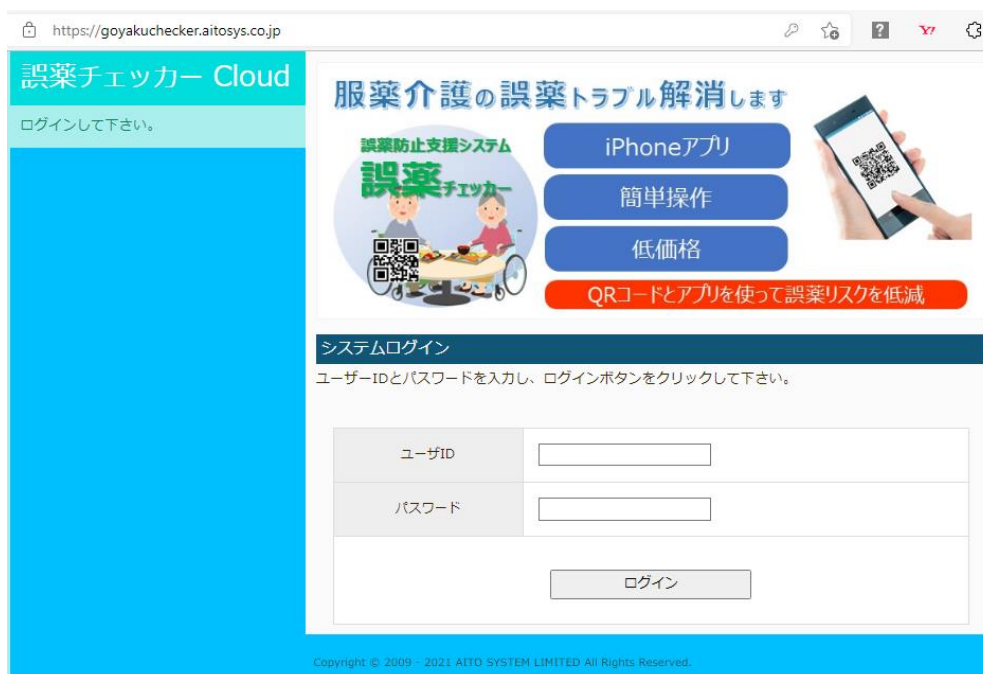 https://goyakuchecker.aitosys.co.jp
誤薬チェッカー Cloud
ログインして下さい。
服薬介護の誤薬トラブル解消します
誤薬防止支援システム
誤薬チェッカー
iPhoneアプリ
簡単操作
低価格
QRコードとアプリを使って誤薬リスクを低減
システムログイン
ユーザーIDとパスワードを入力し、ログインボタンをクリックして下さい。
ユーザID
パスワード
ログイン
Copyright © 2009 - 2021 AITO SYSTEM LIMITED All Rights Reserved.